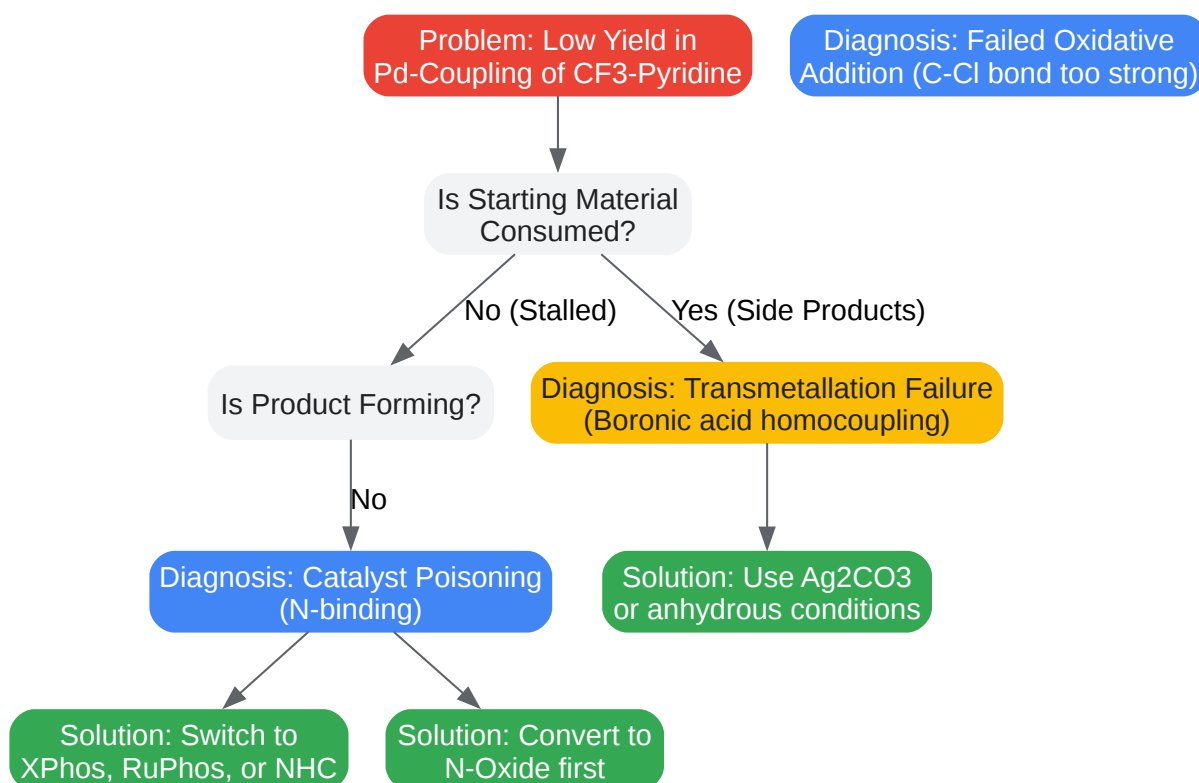 Problem: Low Yield in
Pd-Coupling of CF3-Pyridine
Diagnosis: Failed Oxidative
Addition (C-Cl bond too strong)
Is Starting Material
Consumed?
No (Stalled)
Yes (Side Products)
Is Product Forming?
Diagnosis: Transmetallation Failure
(Boronic acid homocoupling)
No
Diagnosis: Catalyst Poisoning
(N-binding)
Solution: Use Ag2CO3
or anhydrous conditions
Solution: Switch to
XPhos, RuPhos, or NHC
Solution: Convert to
N-Oxide first